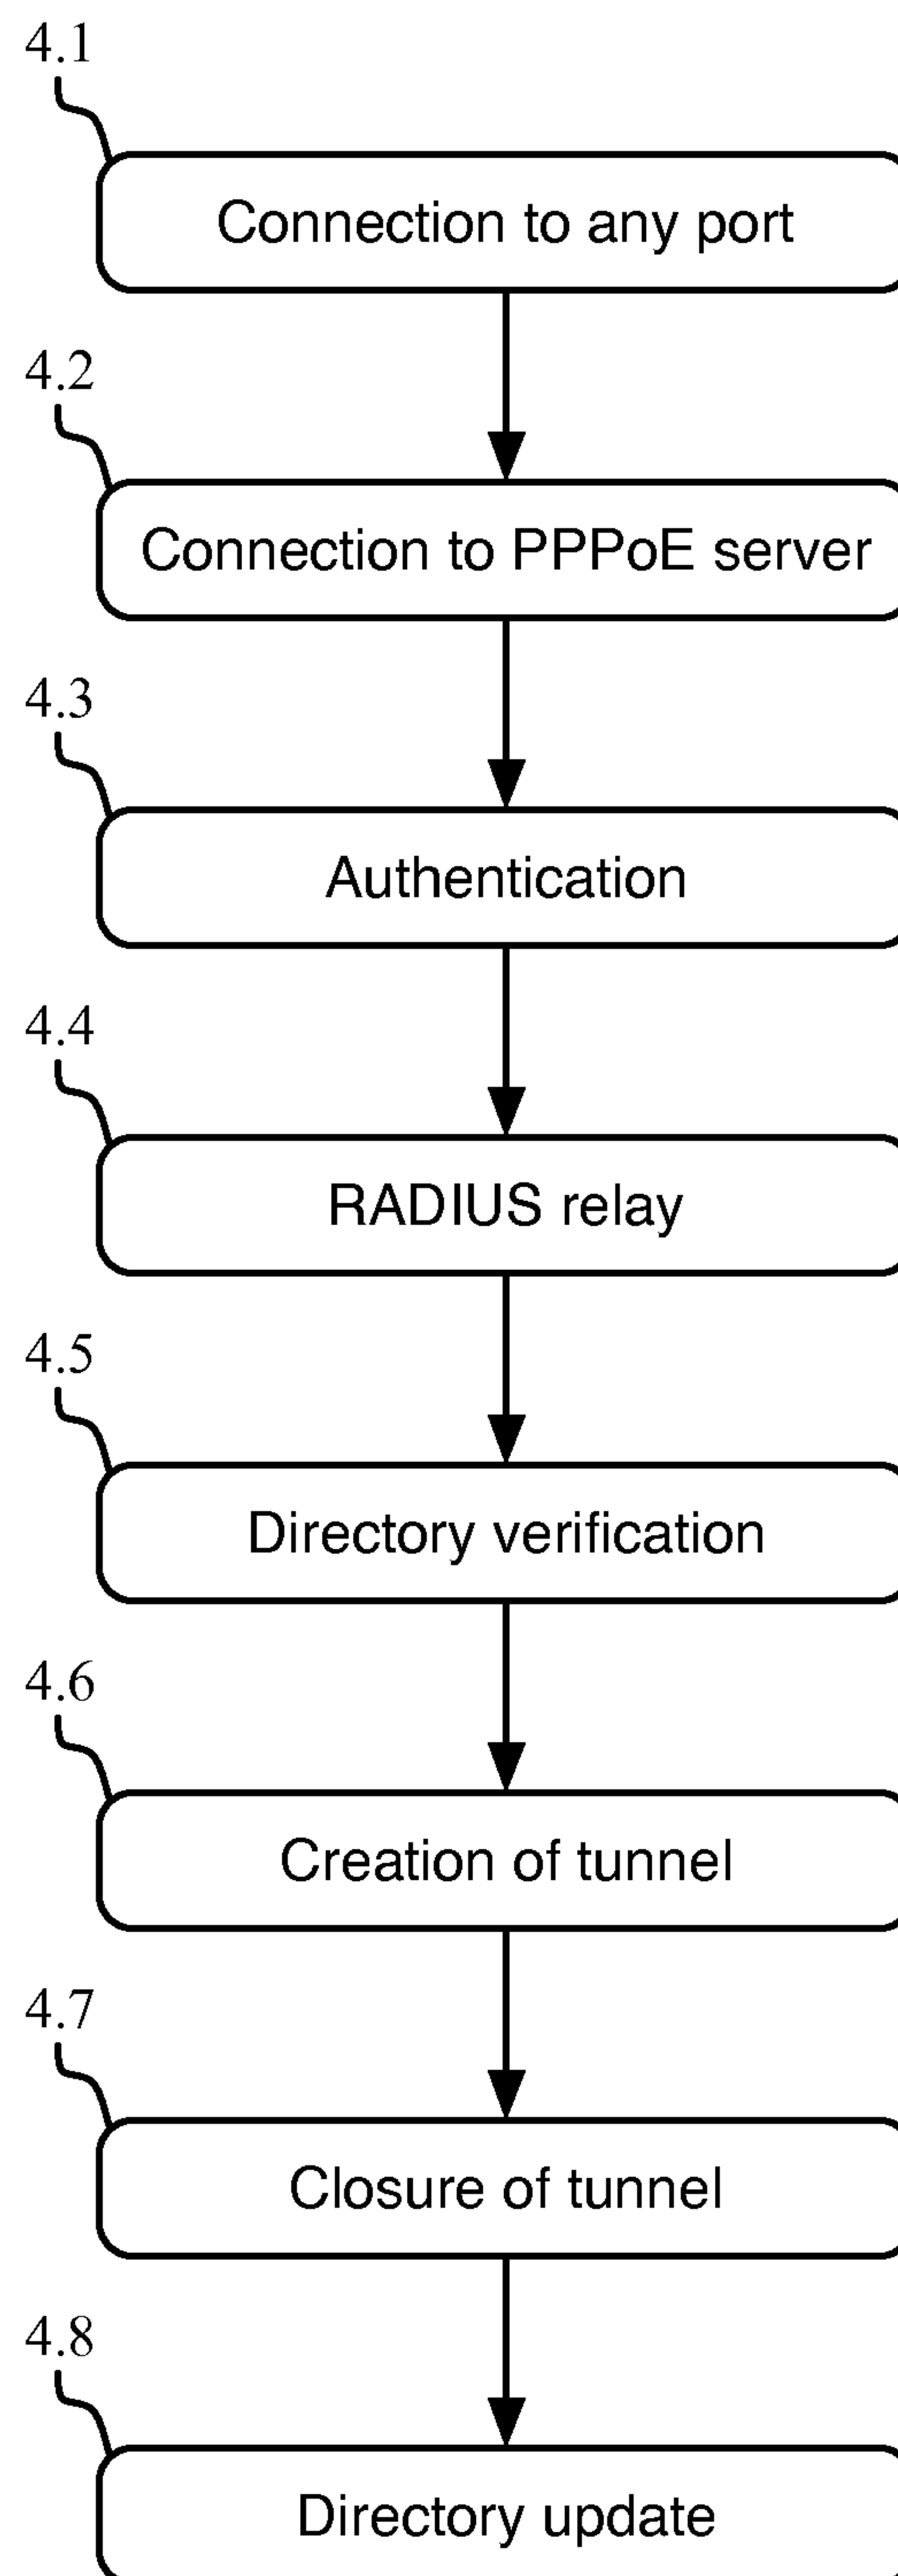 4.1
Connection to any port
4.2
Connection to PPPoE server
4.3
Authentication
4.4
RADIUS relay
4.5
Directory verification
4.6
Creation of tunnel
4.7
Closure of tunnel
4.8
Directory update